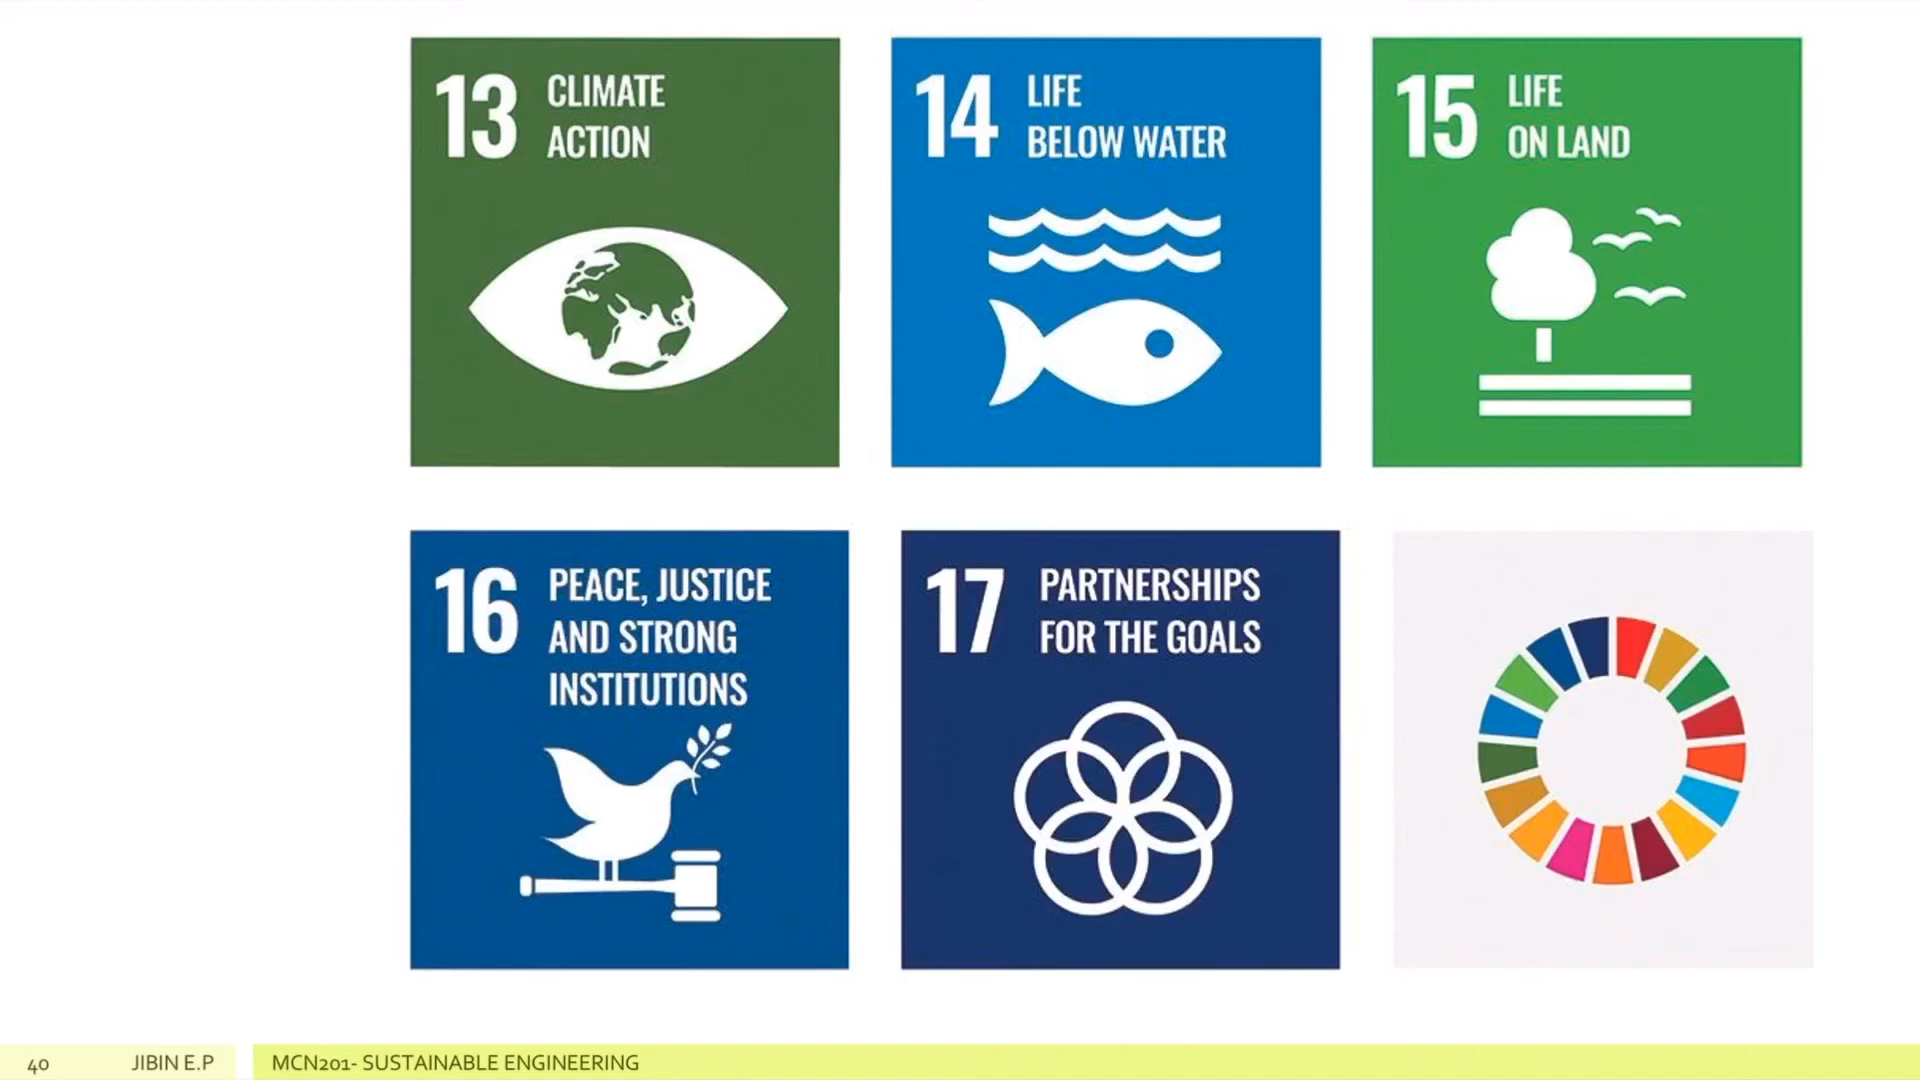 13 CLIMATE
ACTION
14 LIFE
BELOW WATER
15 LIFE
ON LAND
16 PEACE, JUSTICE
AND STRONG
INSTITUTIONS
17 PARTNERSHIPS
FOR THE GOALS
40 JIBIN E.P MCN201- SUSTAINABLE ENGINEERING